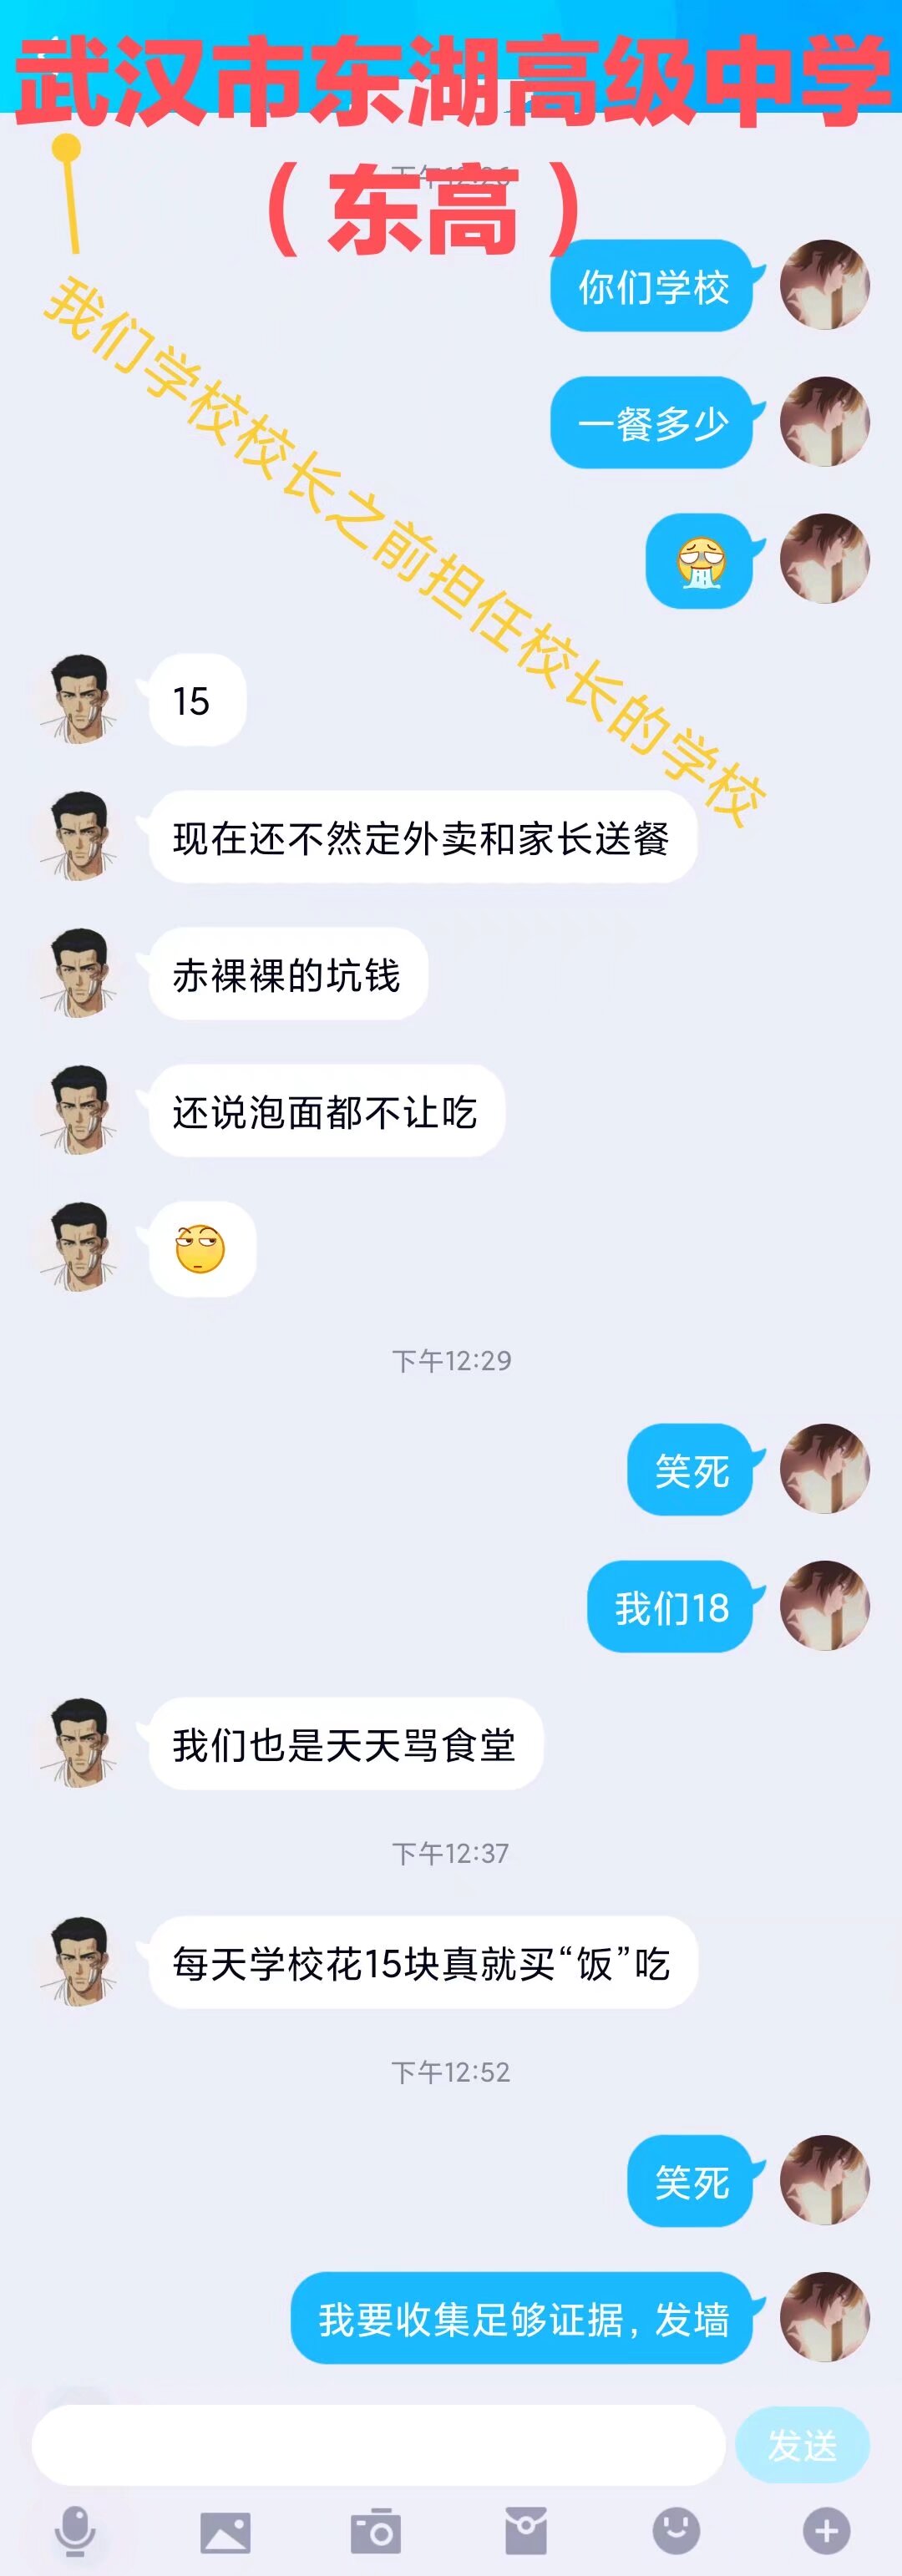 武汉市东湖高级中学
（东高）
下午12:26
我们学校校长之前担任校长的学校
你们学校
一餐多少
15
现在还不然定外卖和家长送餐
赤裸裸的坑钱
还说泡面都不让吃
下午12:29
笑死
我们18
我们也是天天骂食堂
下午12:37
每天学校花15块真就买“饭”吃
下午12:52
笑死
我要收集足够证据，发墙
发送